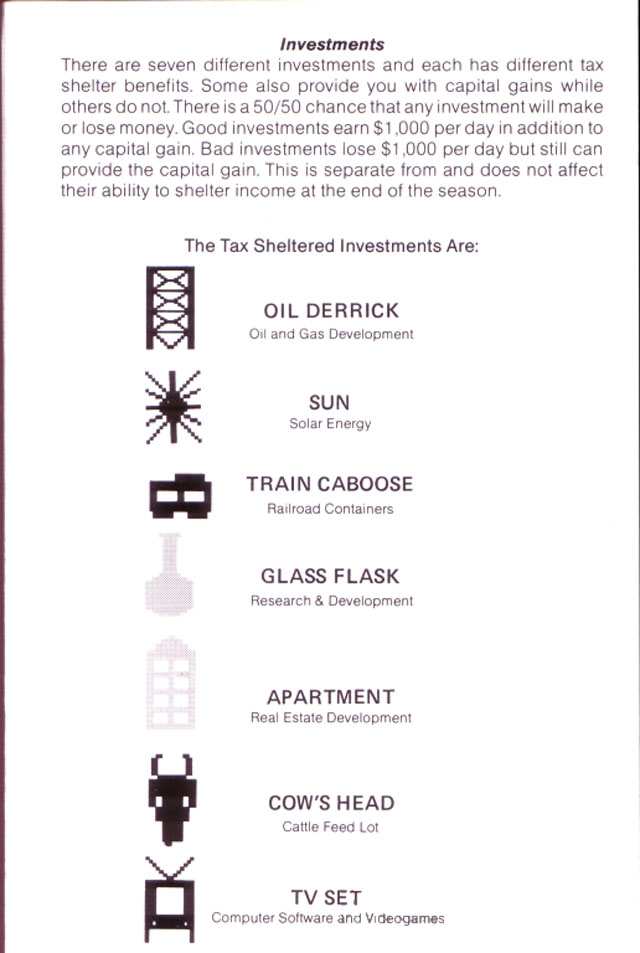 Investments
There are seven different investments and each has different tax
shelter benefits. Some also provide you with capital gains while
others do not. There is a 50/50 chance that any investment will make
or lose money. Good investments earn $1,000 per day in addition to
any capital gain. Bad investments lose $1,000 per day but still can
provide the capital gain. This is separate from and does not affect
their ability to shelter income at the end of the season.
The Tax Sheltered Investments Are:
OIL DERRICK
Oil and Gas Development
SUN
Solar Energy
TRAIN CABOOSE
Railroad Containers
GLASS FLASK
Research & Development
APARTMENT
Real Estate Development
COW'S HEAD
Cattle Feed Lot
TV SET
Computer Software and Videogames